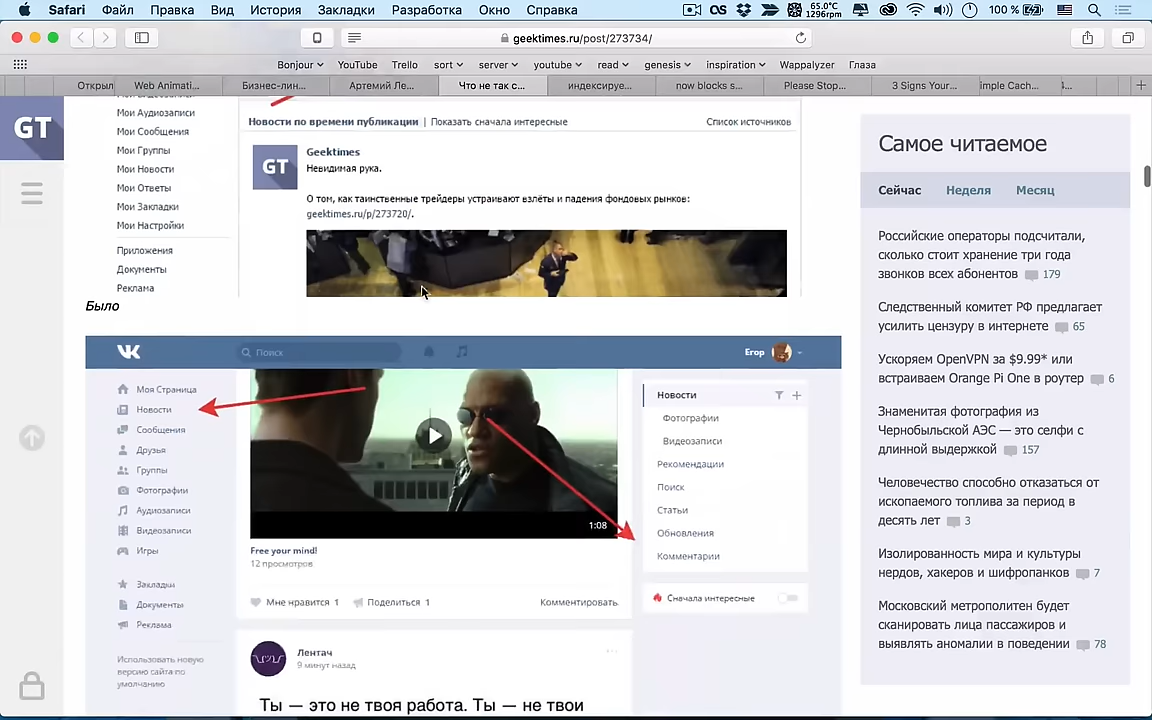 Safari Файл Правка Вид История Закладки Разработка Окно Справка
65.0°C
1296rpm
100 %
geektimes.ru/post/273734/
Bonjour YouTube Trello sort server youtube read genesis inspiration Wappalyzer Глаза
Открыл Web Animati... Бизнес-лин... Артемий Ле... Что не так с... индексируе... now blocks s... Please Stop... 3 Signs Your... imple Cach...
GT
Мои Аудиозаписи
Мои Сообщения
Мои Группы
Мои Новости
Мои Ответы
Мои Закладки
Мои Настройки
Приложения
Документы
Реклама
Новости по времени публикации | Показать сначала интересные Список источников
GT
Geektimes
Невидимая рука.
О том, как таинственные трейдеры устраивают взлёты и падения фондовых рынков:
geektimes.ru/p/273720/.
Было
Поиск
Егор
Моя Страница
Новости
Сообщения
Друзья
Группы
Фотографии
Аудиозаписи
Видеозаписи
Игры
Закладки
Документы
Реклама
Использовать новую
версию сайта по
умолчанию
1:08
Free your mind!
12 просмотров
Мне нравится 1 Поделиться 1 Комментировать
Лентач
9 минут назад
Ты — это не твоя работа. Ты — не твои
Новости
Фотографии
Видеозаписи
Рекомендации
Поиск
Статьи
Обновления
Комментарии
Сначала интересные
Самое читаемое
Сейчас Неделя Месяц
Российские операторы подсчитали,
сколько стоит хранение три года
звонков всех абонентов 179
Следственный комитет РФ предлагает
усилить цензуру в интернете 65
Ускоряем OpenVPN за $9.99* или
встраиваем Orange Pi One в роутер 6
Знаменитая фотография из
Чернобыльской АЭС — это селфи с
длинной выдержкой 157
Человечество способно отказаться от
ископаемого топлива за период в
десять лет 3
Изолированность мира и культуры
нердов, хакеров и шифропанков 7
Московский метрополитен будет
сканировать лица пассажиров и
выявлять аномалии в поведении 78